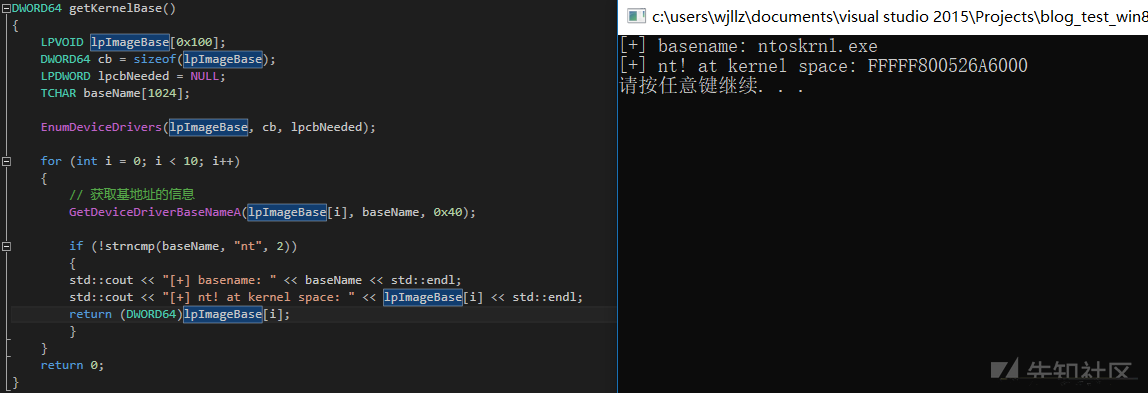 DWORD64 getKernelBase()
{
LPVOID lpImageBase[0x100];
DWORD64 cb = sizeof(lpImageBase);
LPDWORD lpcbNeeded = NULL;
TCHAR baseName[1024];
EnumDeviceDrivers(lpImageBase, cb, lpcbNeeded);
for (int i = 0; i < 10; i++)
{
// 获取基地址的信息
GetDeviceDriverBaseNameA(lpImageBase[i], baseName, 0x40);
if (!strncmp(baseName, "nt", 2))
{
std::cout << "[+] basename: " << baseName << std::endl;
std::cout << "[+] nt! at kernel space: " << lpImageBase[i] << std::endl;
return (DWORD64)lpImageBase[i];
}
}
return 0;
}
c:\users\wjllz\documents\visual studio 2015\Projects\blog_test_win8
[+] basename: ntoskrnl.exe
[+] nt! at kernel space: FFFFF800526A6000
请按任意键继续. . .
先知社区